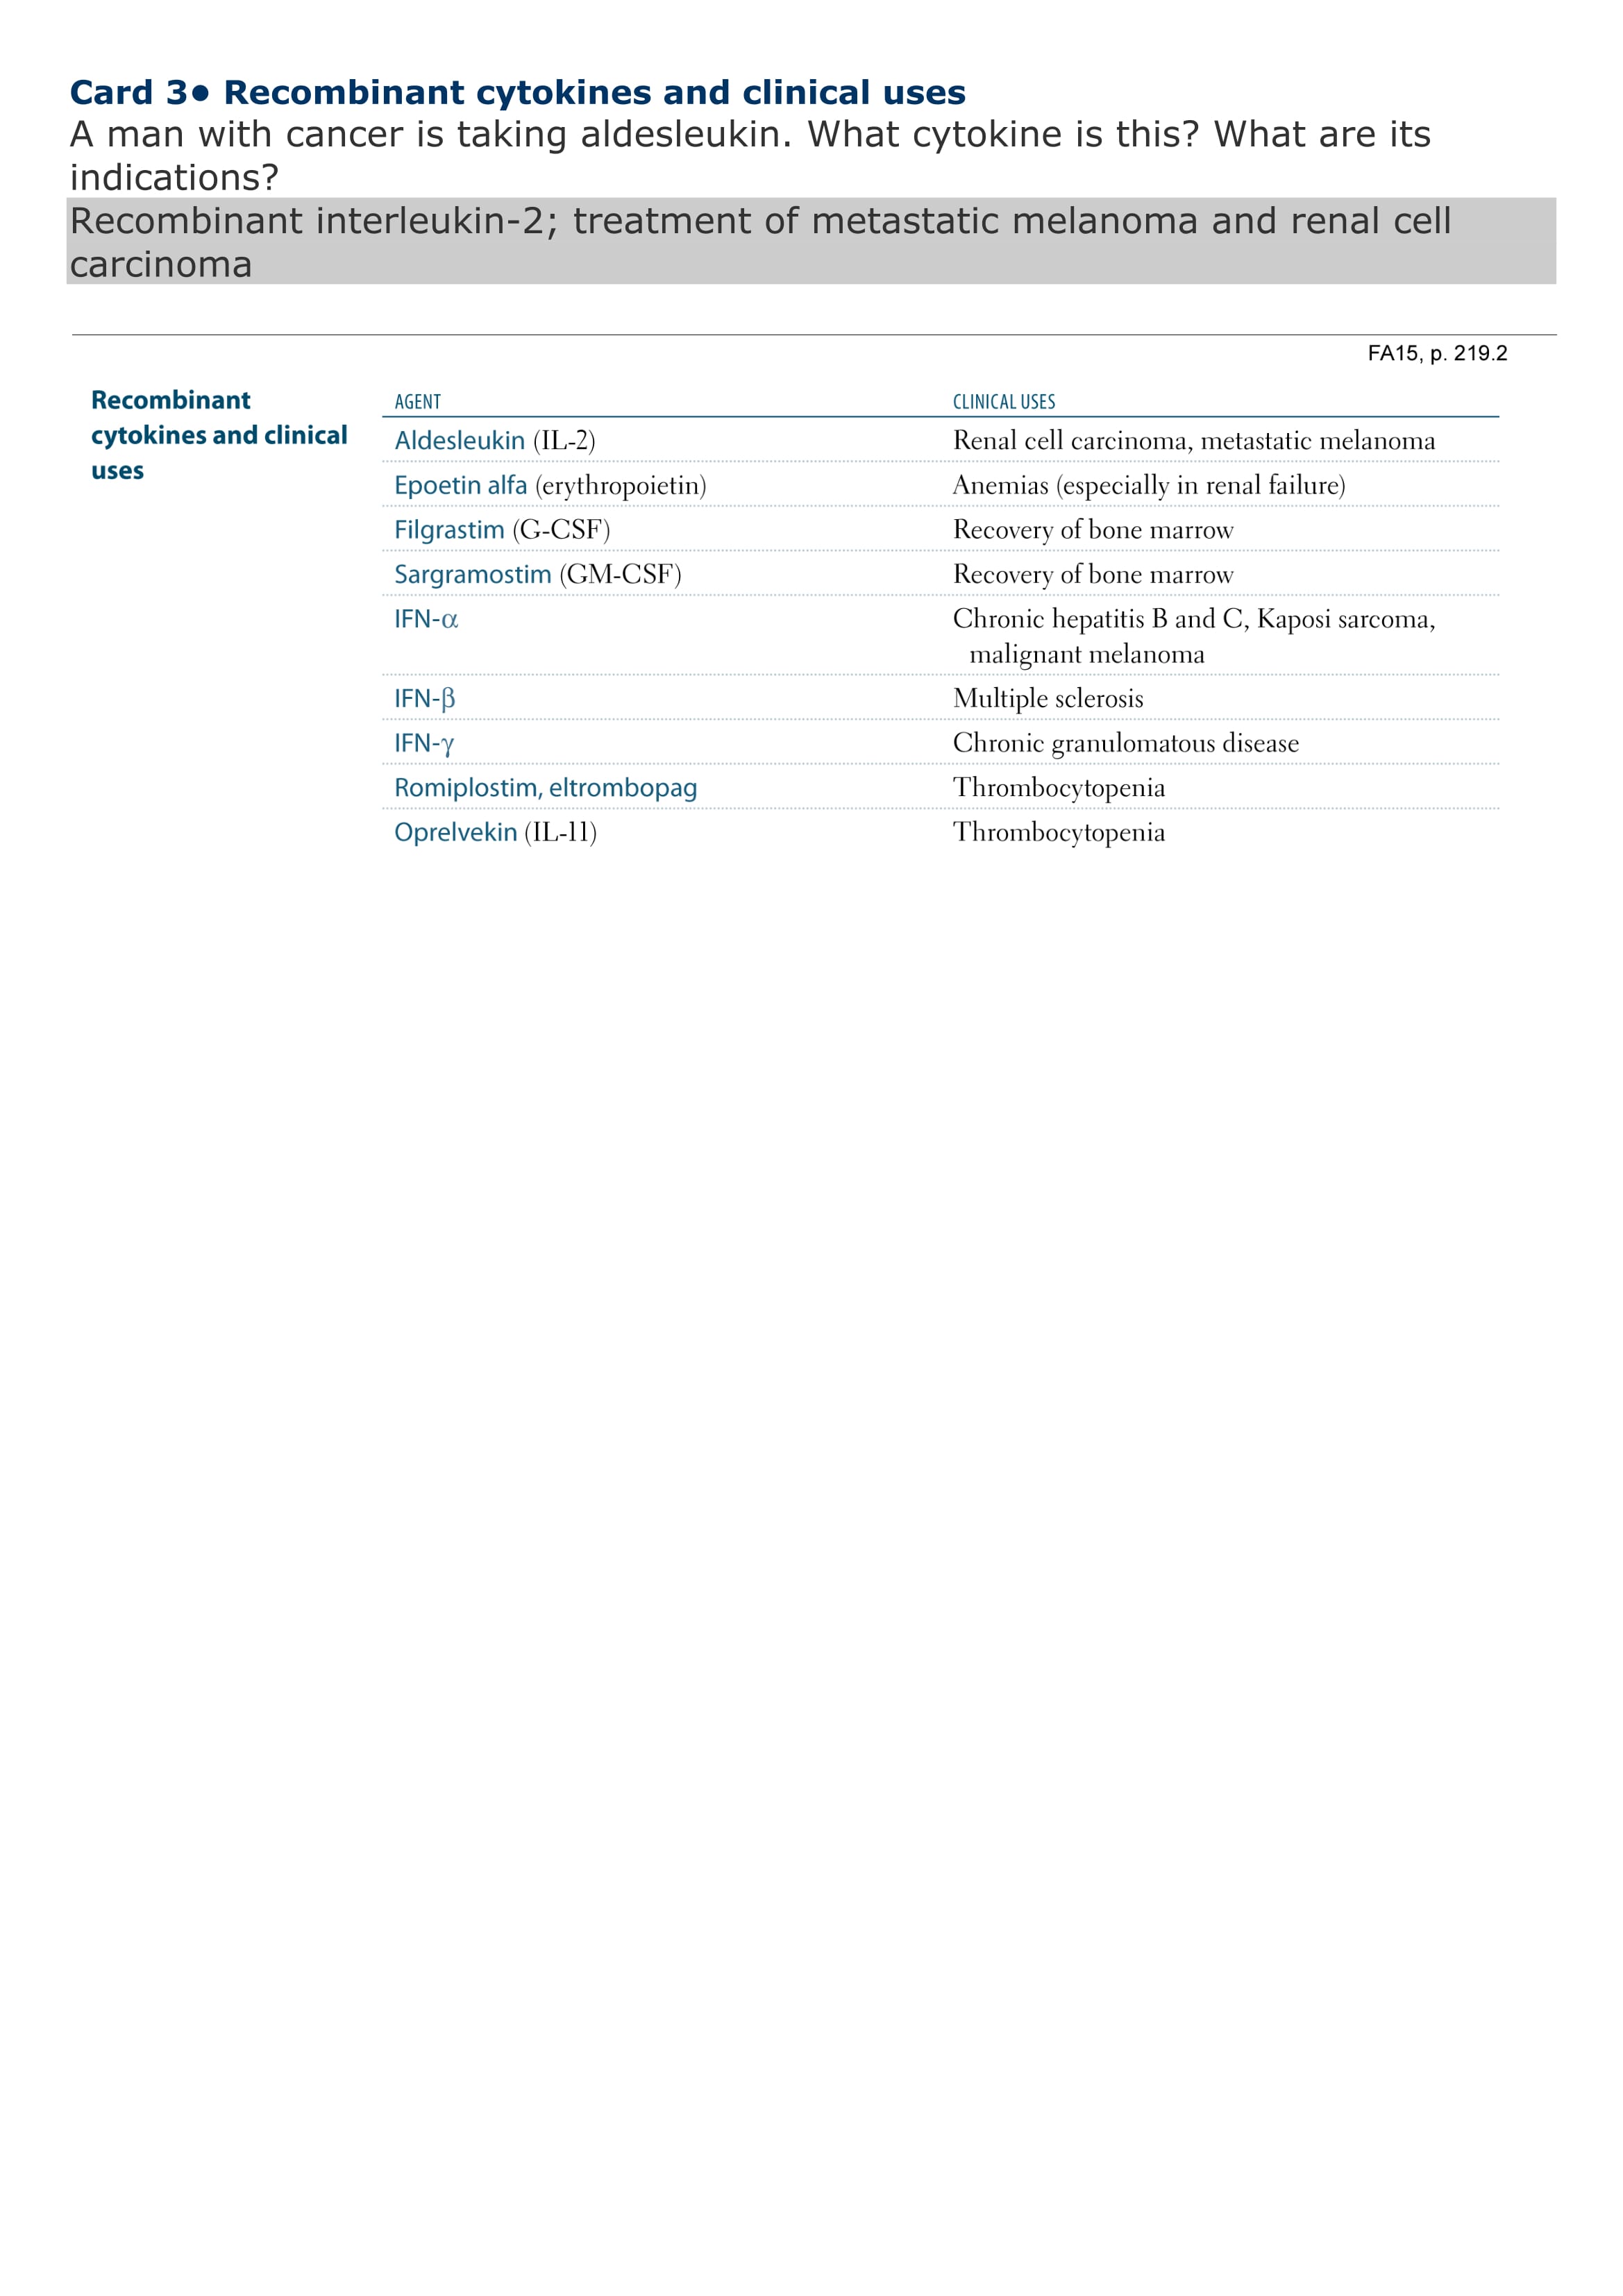 Card 3• Recombinant cytokines and clinical uses
A man with cancer is taking aldesleukin. What cytokine is this? What are its
indications?
Recombinant interleukin-2; treatment of metastatic melanoma and renal cell
carcinoma
FA15, p. 219.2
Recombinant
cytokines and clinical
uses
AGENT CLINICAL USES
Aldesleukin (IL-2) Renal cell carcinoma, metastatic melanoma
Epoetin alfa (erythropoietin) Anemias (especially in renal failure)
Filgrastim (G-CSF) Recovery of bone marrow
Sargramostim (GM-CSF) Recovery of bone marrow
IFN-α Chronic hepatitis B and C, Kaposi sarcoma,
malignant melanoma
IFN-β Multiple sclerosis
IFN-γ Chronic granulomatous disease
Romiplostim, eltrombopag Thrombocytopenia
Oprelvekin (IL-11) Thrombocytopenia